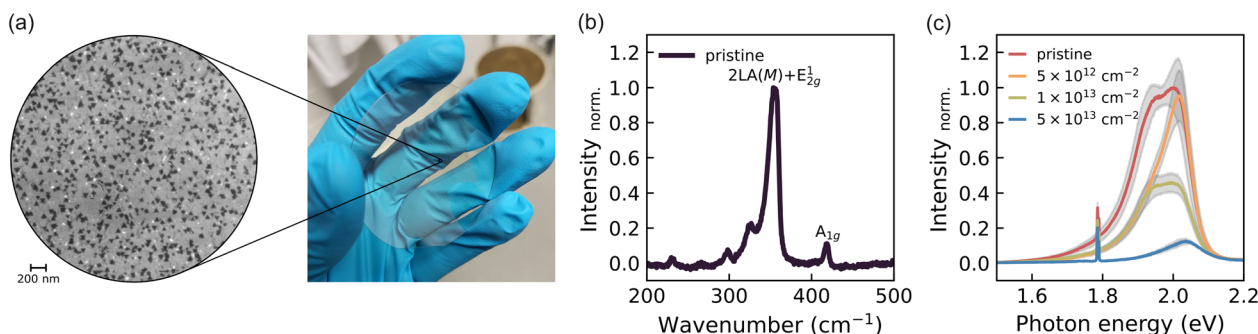 (a)
200 nm
(b)
pristine
2LA(M)+E¹₂g
A₁g
Intensity norm.
1.2
1.0
0.8
0.6
0.4
0.2
0.0
200 300 400 500
Wavenumber (cm⁻¹)
(c)
pristine
5 × 10¹² cm⁻²
1 × 10¹³ cm⁻²
5 × 10¹³ cm⁻²
Intensity norm.
1.2
1.0
0.8
0.6
0.4
0.2
0.0
1.6 1.8 2.0 2.2
Photon energy (eV)